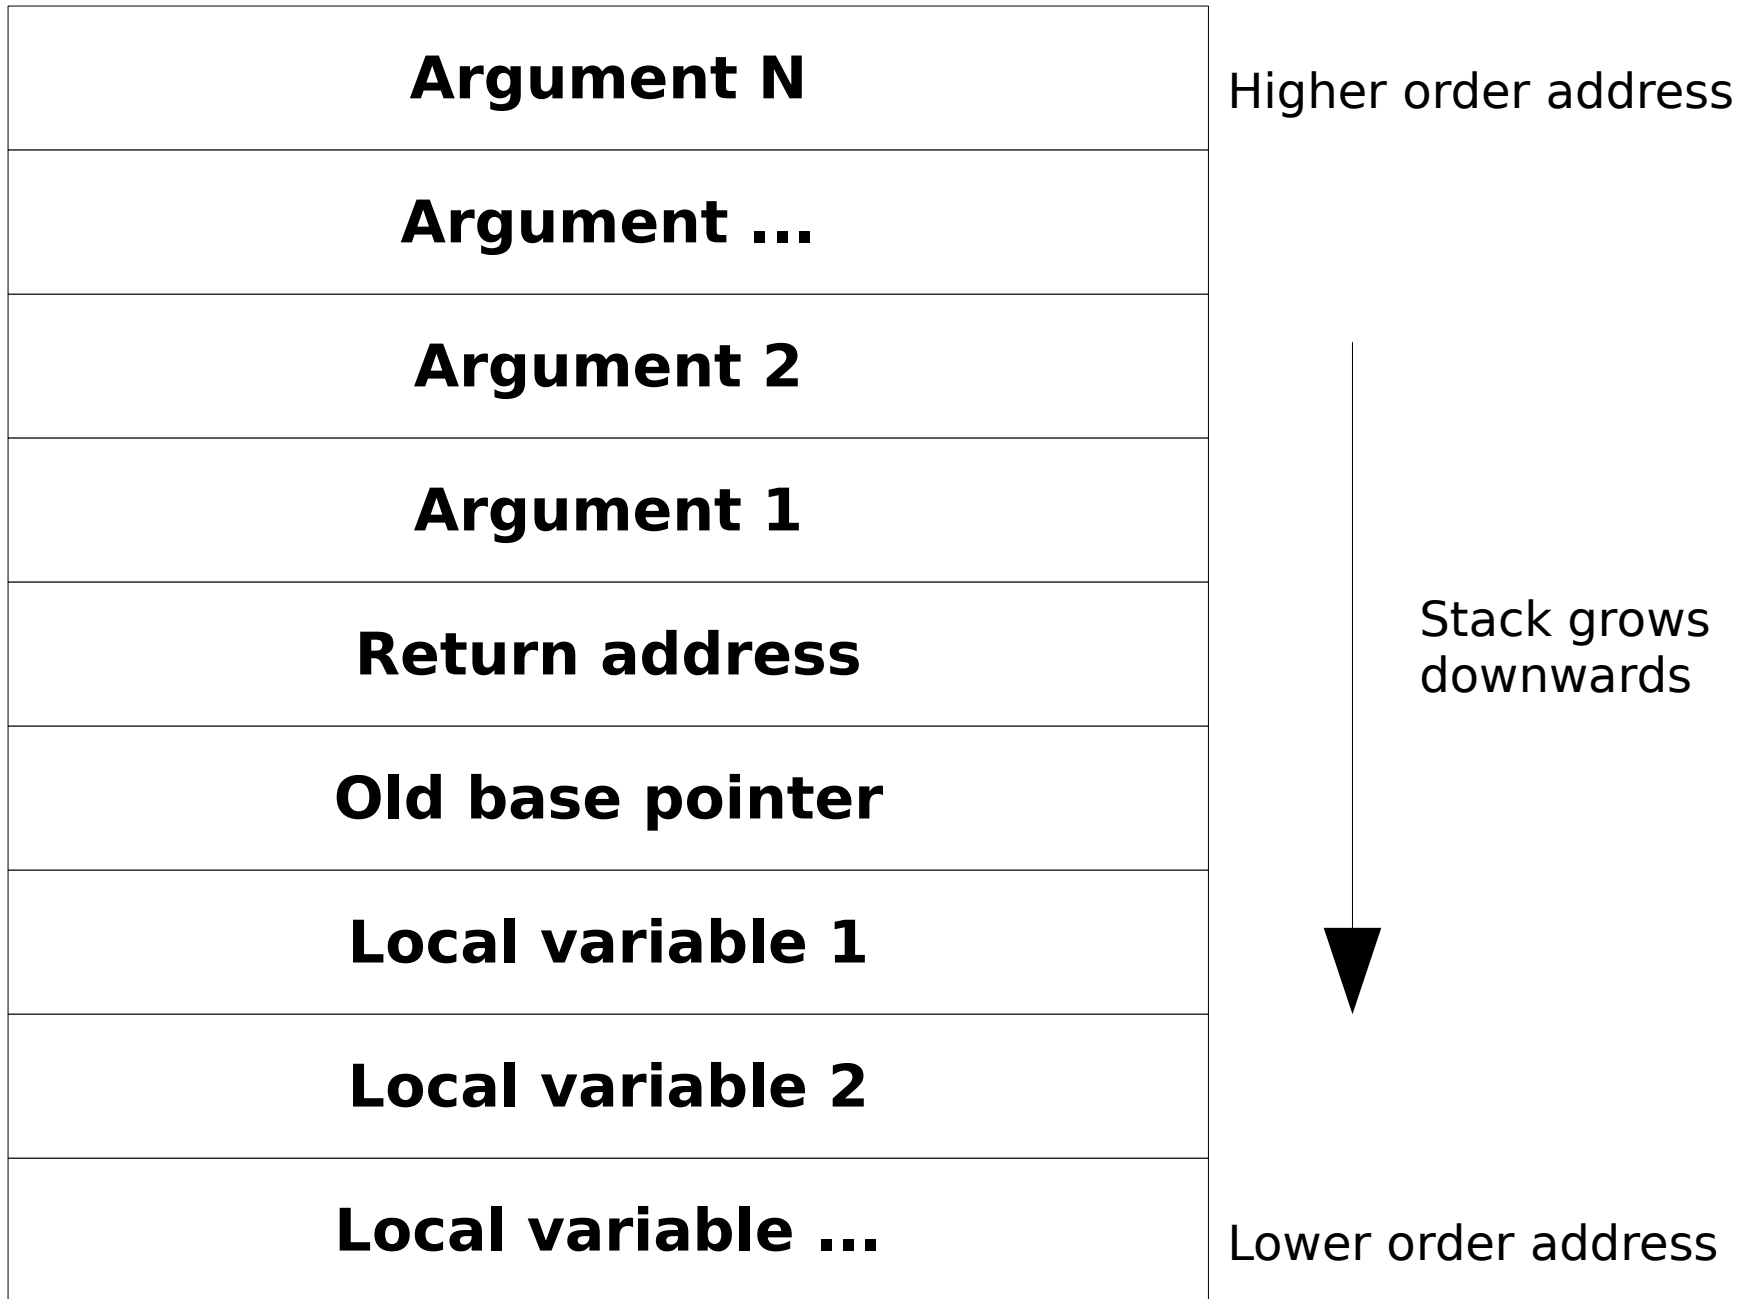 Argument N
Higher order address
Argument ...
Argument 2
Argument 1
Return address
Stack grows
downwards
Old base pointer
Local variable 1
Local variable 2
Local variable ...
Lower order address